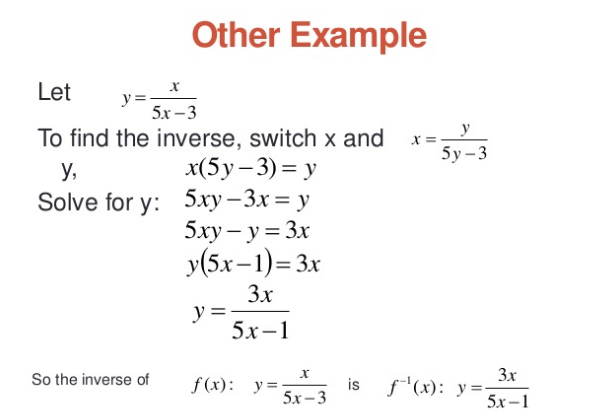 Other Example
Let y = x / (5x − 3)
To find the inverse, switch x and x = y / (5y − 3)
y, x(5y − 3) = y
Solve for y: 5xy − 3x = y
5xy − y = 3x
y(5x − 1) = 3x
y = 3x / (5x − 1)
So the inverse of f(x): y = x / (5x − 3) is f⁻¹(x): y = 3x / (5x − 1)